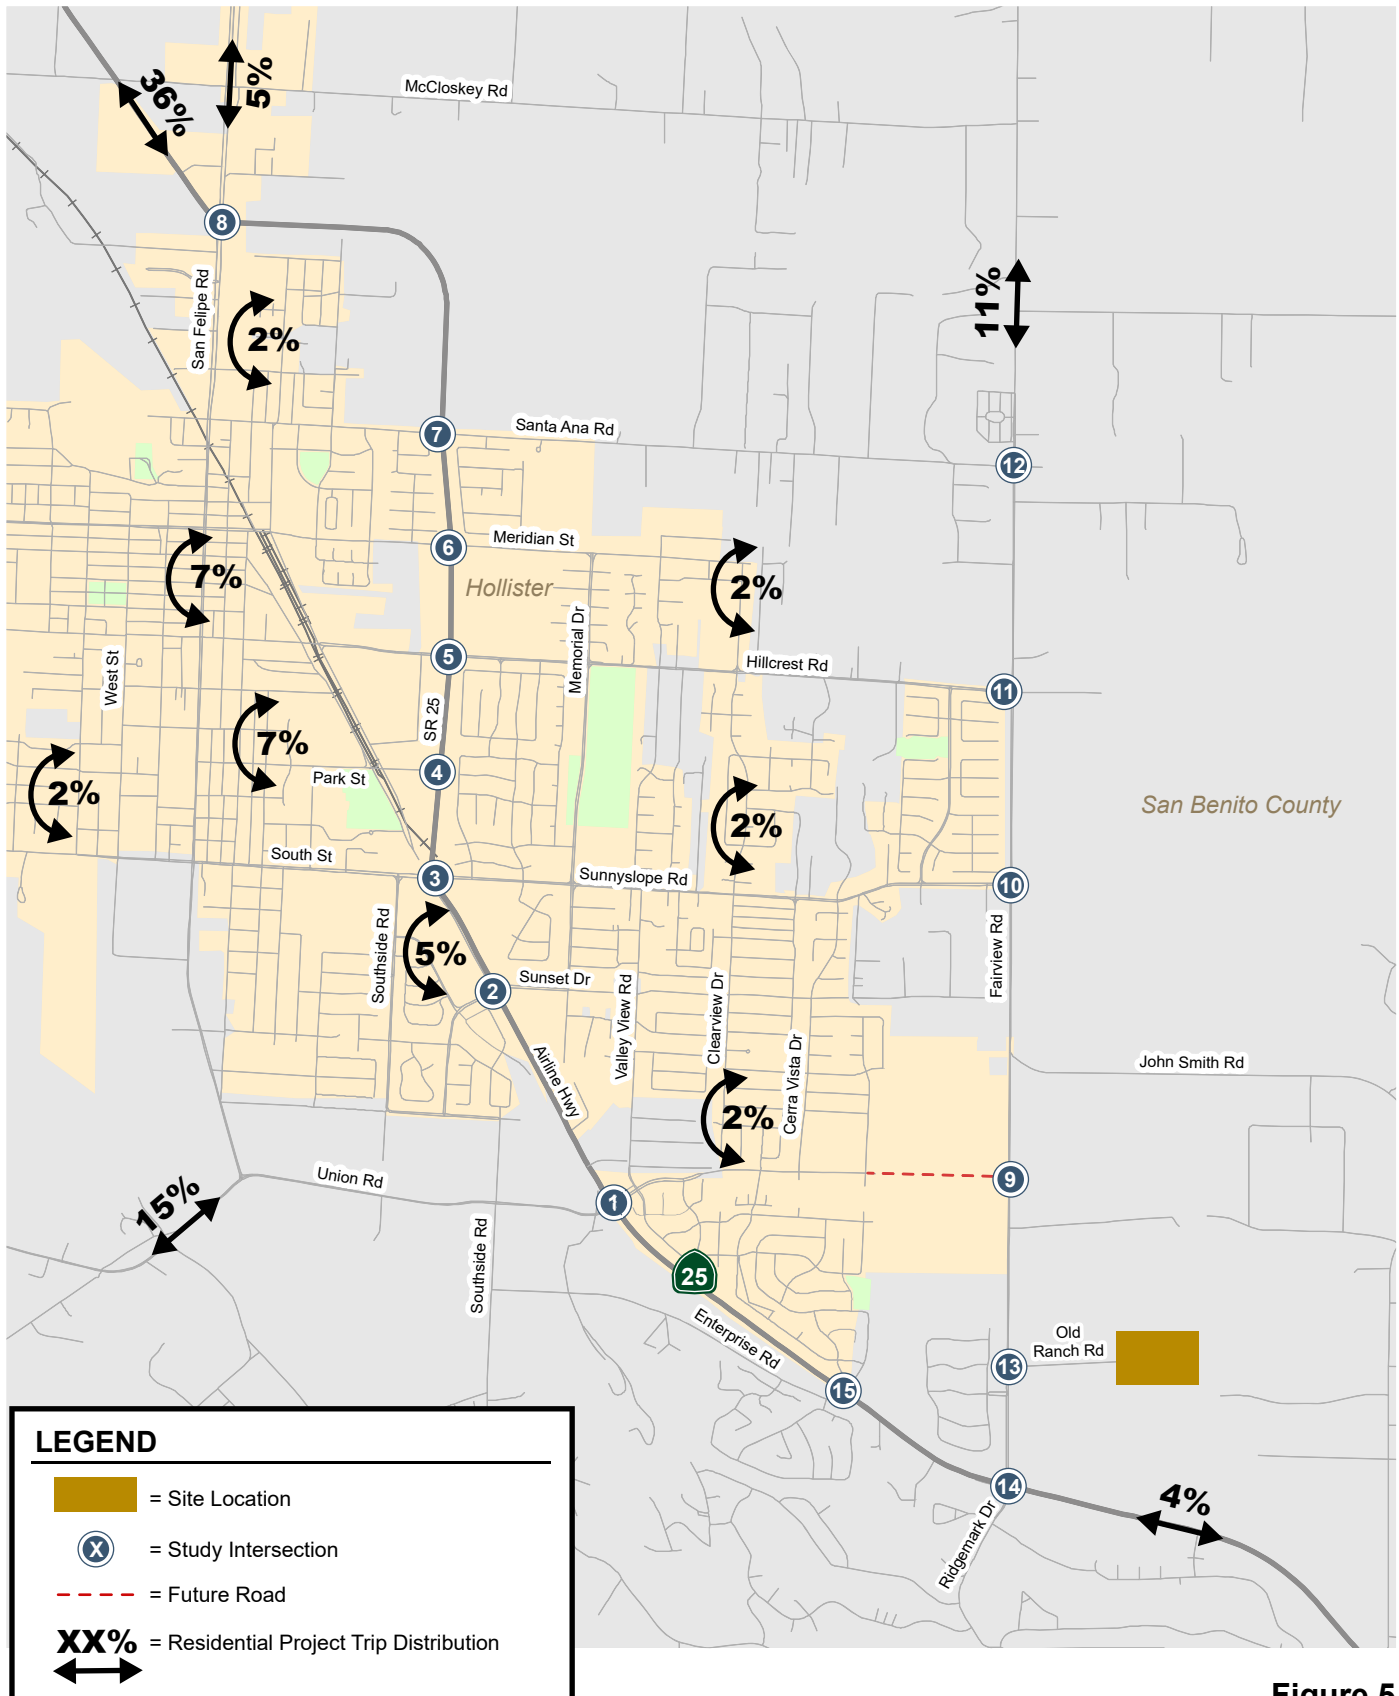 36%
5%
McCloskey Rd
8
San Felipe Rd
2%
11%
7
Santa Ana Rd
12
6
Meridian St
Hollister
7%
2%
5
Memorial Dr
Hillcrest Rd
West St
11
SR 25
7%
4
Park St
2%
2%
San Benito County
South St
3
Sunnyslope Rd
10
Southside Rd
5%
Fairview Rd
2
Sunset Dr
Valley View Rd
Clearview Dr
Cerra Vista Dr
Airline Hwy
John Smith Rd
2%
Union Rd
9
15%
1
Southside Rd
25
Enterprise Rd
Old
Ranch Rd
13
15
14
4%
Ridgemark Dr
LEGEND
= Site Location
X = Study Intersection
= Future Road
XX% = Residential Project Trip Distribution
Figure 5